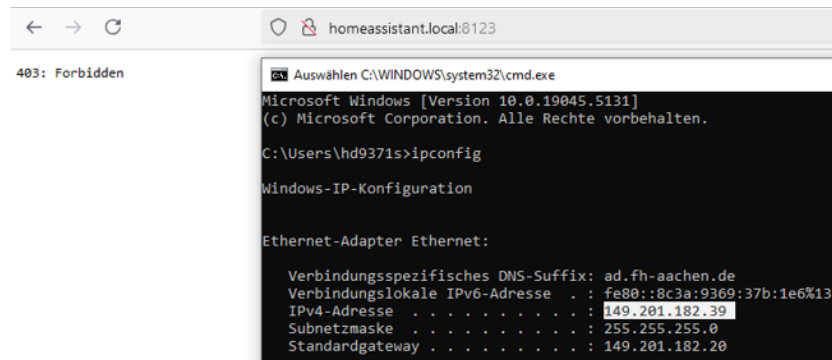 homeassistant.local:8123
403: Forbidden
Auswählen C:\WINDOWS\system32\cmd.exe
Microsoft Windows [Version 10.0.19045.5131]
(c) Microsoft Corporation. Alle Rechte vorbehalten.
C:\Users\hd9371s>ipconfig
Windows-IP-Konfiguration
Ethernet-Adapter Ethernet:
Verbindungsspezifisches DNS-Suffix: ad.fh-aachen.de
Verbindungslokale IPv6-Adresse . : fe80::8c3a:9369:37b:1e6%13
IPv4-Adresse . . . . . . . . . . : 149.201.182.39
Subnetzmaske . . . . . . . . . . : 255.255.255.0
Standardgateway . . . . . . . . . : 149.201.182.20